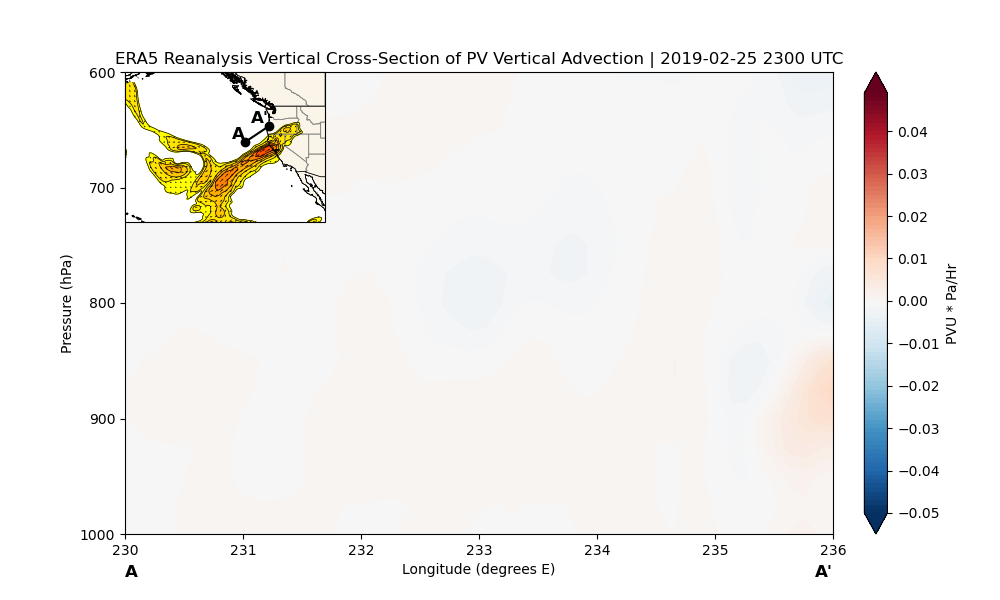 ERA5 Reanalysis Vertical Cross-Section of PV Vertical Advection | 2019-02-25 2300 UTC
600
700
800
900
1000
Pressure (hPa)
A
A'
230
231
232
233
234
235
236
Longitude (degrees E)
A
A'
0.04
0.03
0.02
0.01
0.00
−0.01
−0.02
−0.03
−0.04
−0.05
PVU * Pa/Hr